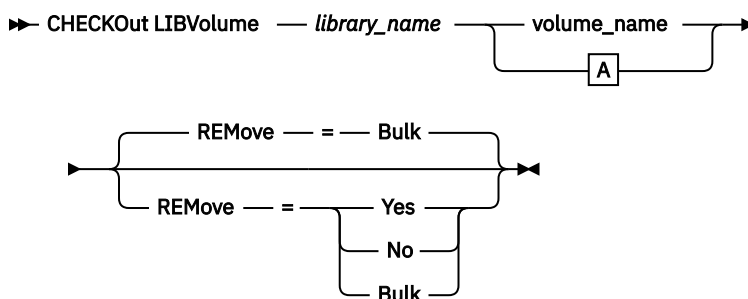 CHECKOut LIBVolume library_name volume_name
A
REMove = Bulk
REMove = Yes
No
Bulk